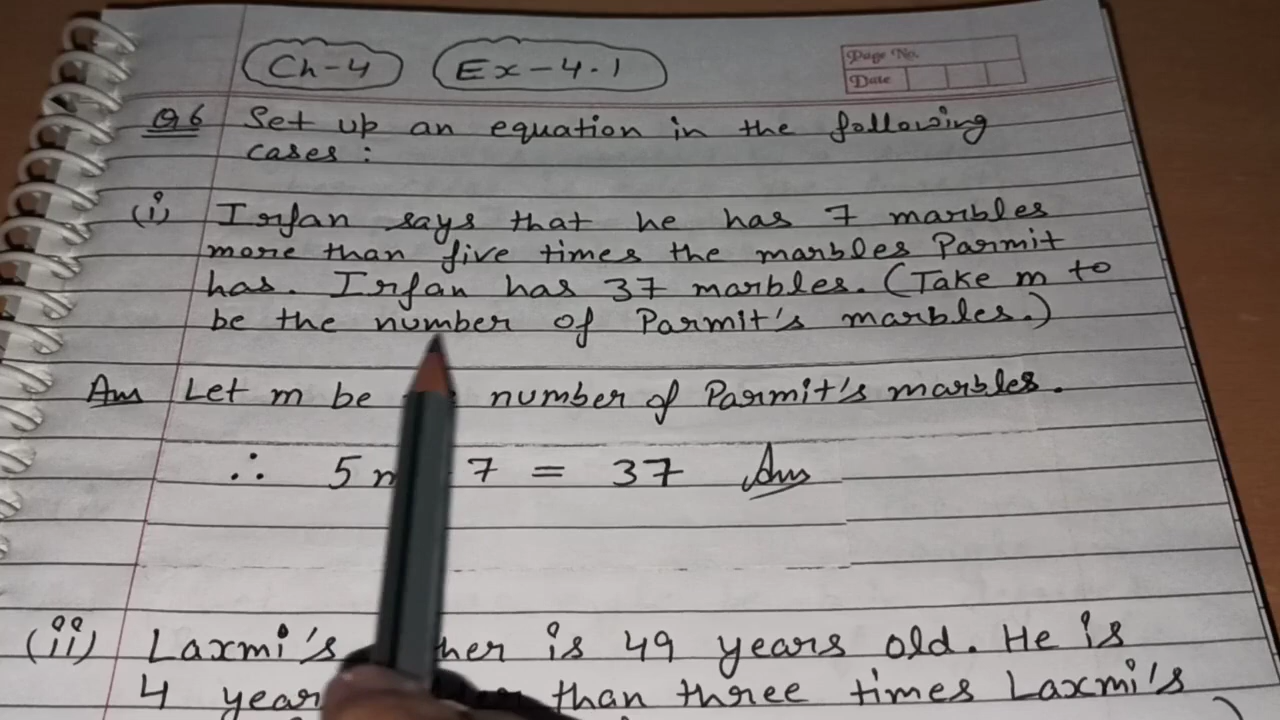 Ch-4 Ex-4.1
Page No.
Date
Q6 Set up an equation in the following
cases:
(i) Irfan says that he has 7 marbles
more than five times the marbles Parmit
has. Irfan has 37 marbles. (Take m to
be the number of Parmit's marbles.)
Ans Let m be number of Parmit's marbles.
∴ 5 7 = 37 Ans
(ii) Laxmi's is 49 years old. He is
4 than three times Laxmi's